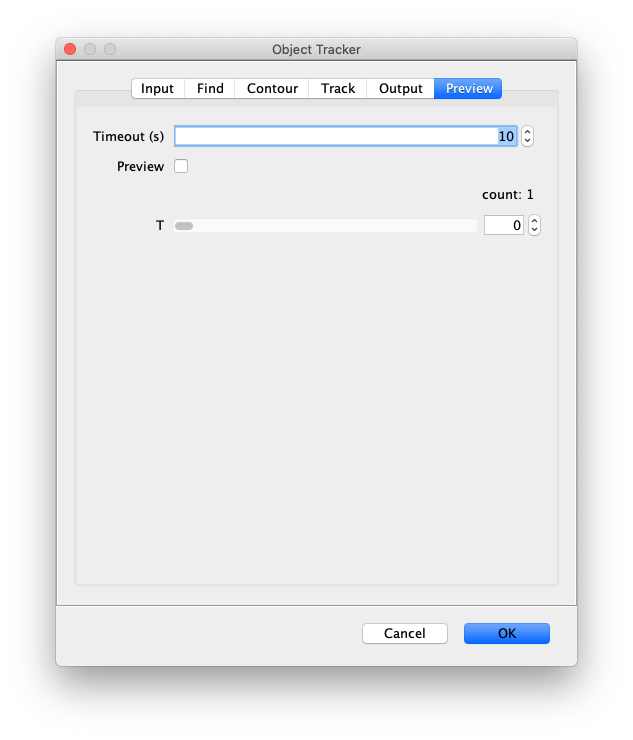 Object Tracker
Input Find Contour Track Output Preview
Timeout (s) 10
Preview
count: 1
T 0
Cancel OK